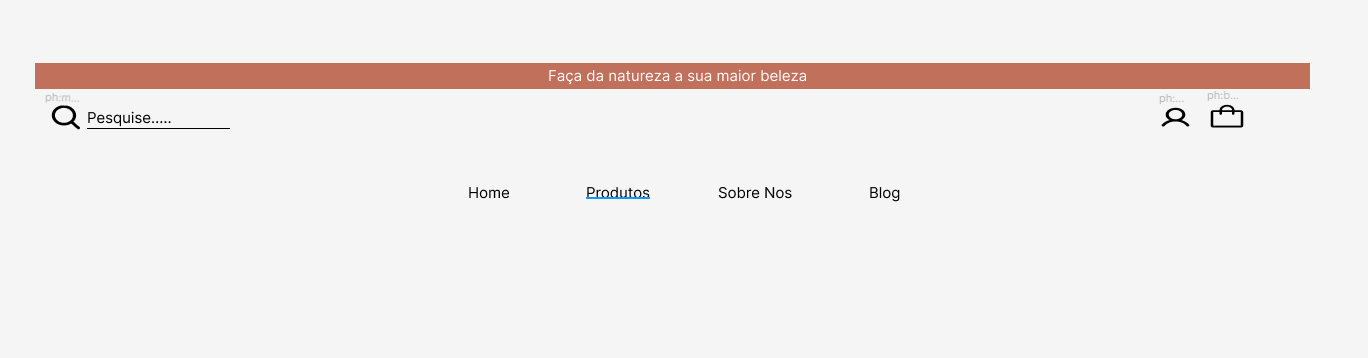 Faça da natureza a sua maior beleza
ph:m...
ph:...
ph:b...
Pesquise.....
Home
Produtos
Sobre Nos
Blog